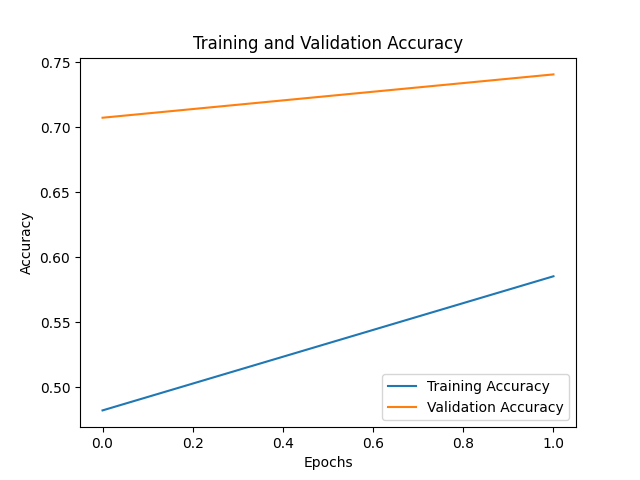 Training and Validation Accuracy
Accuracy
0.75
0.70
0.65
0.60
0.55
0.50
Training Accuracy
Validation Accuracy
0.0 0.2 0.4 0.6 0.8 1.0
Epochs